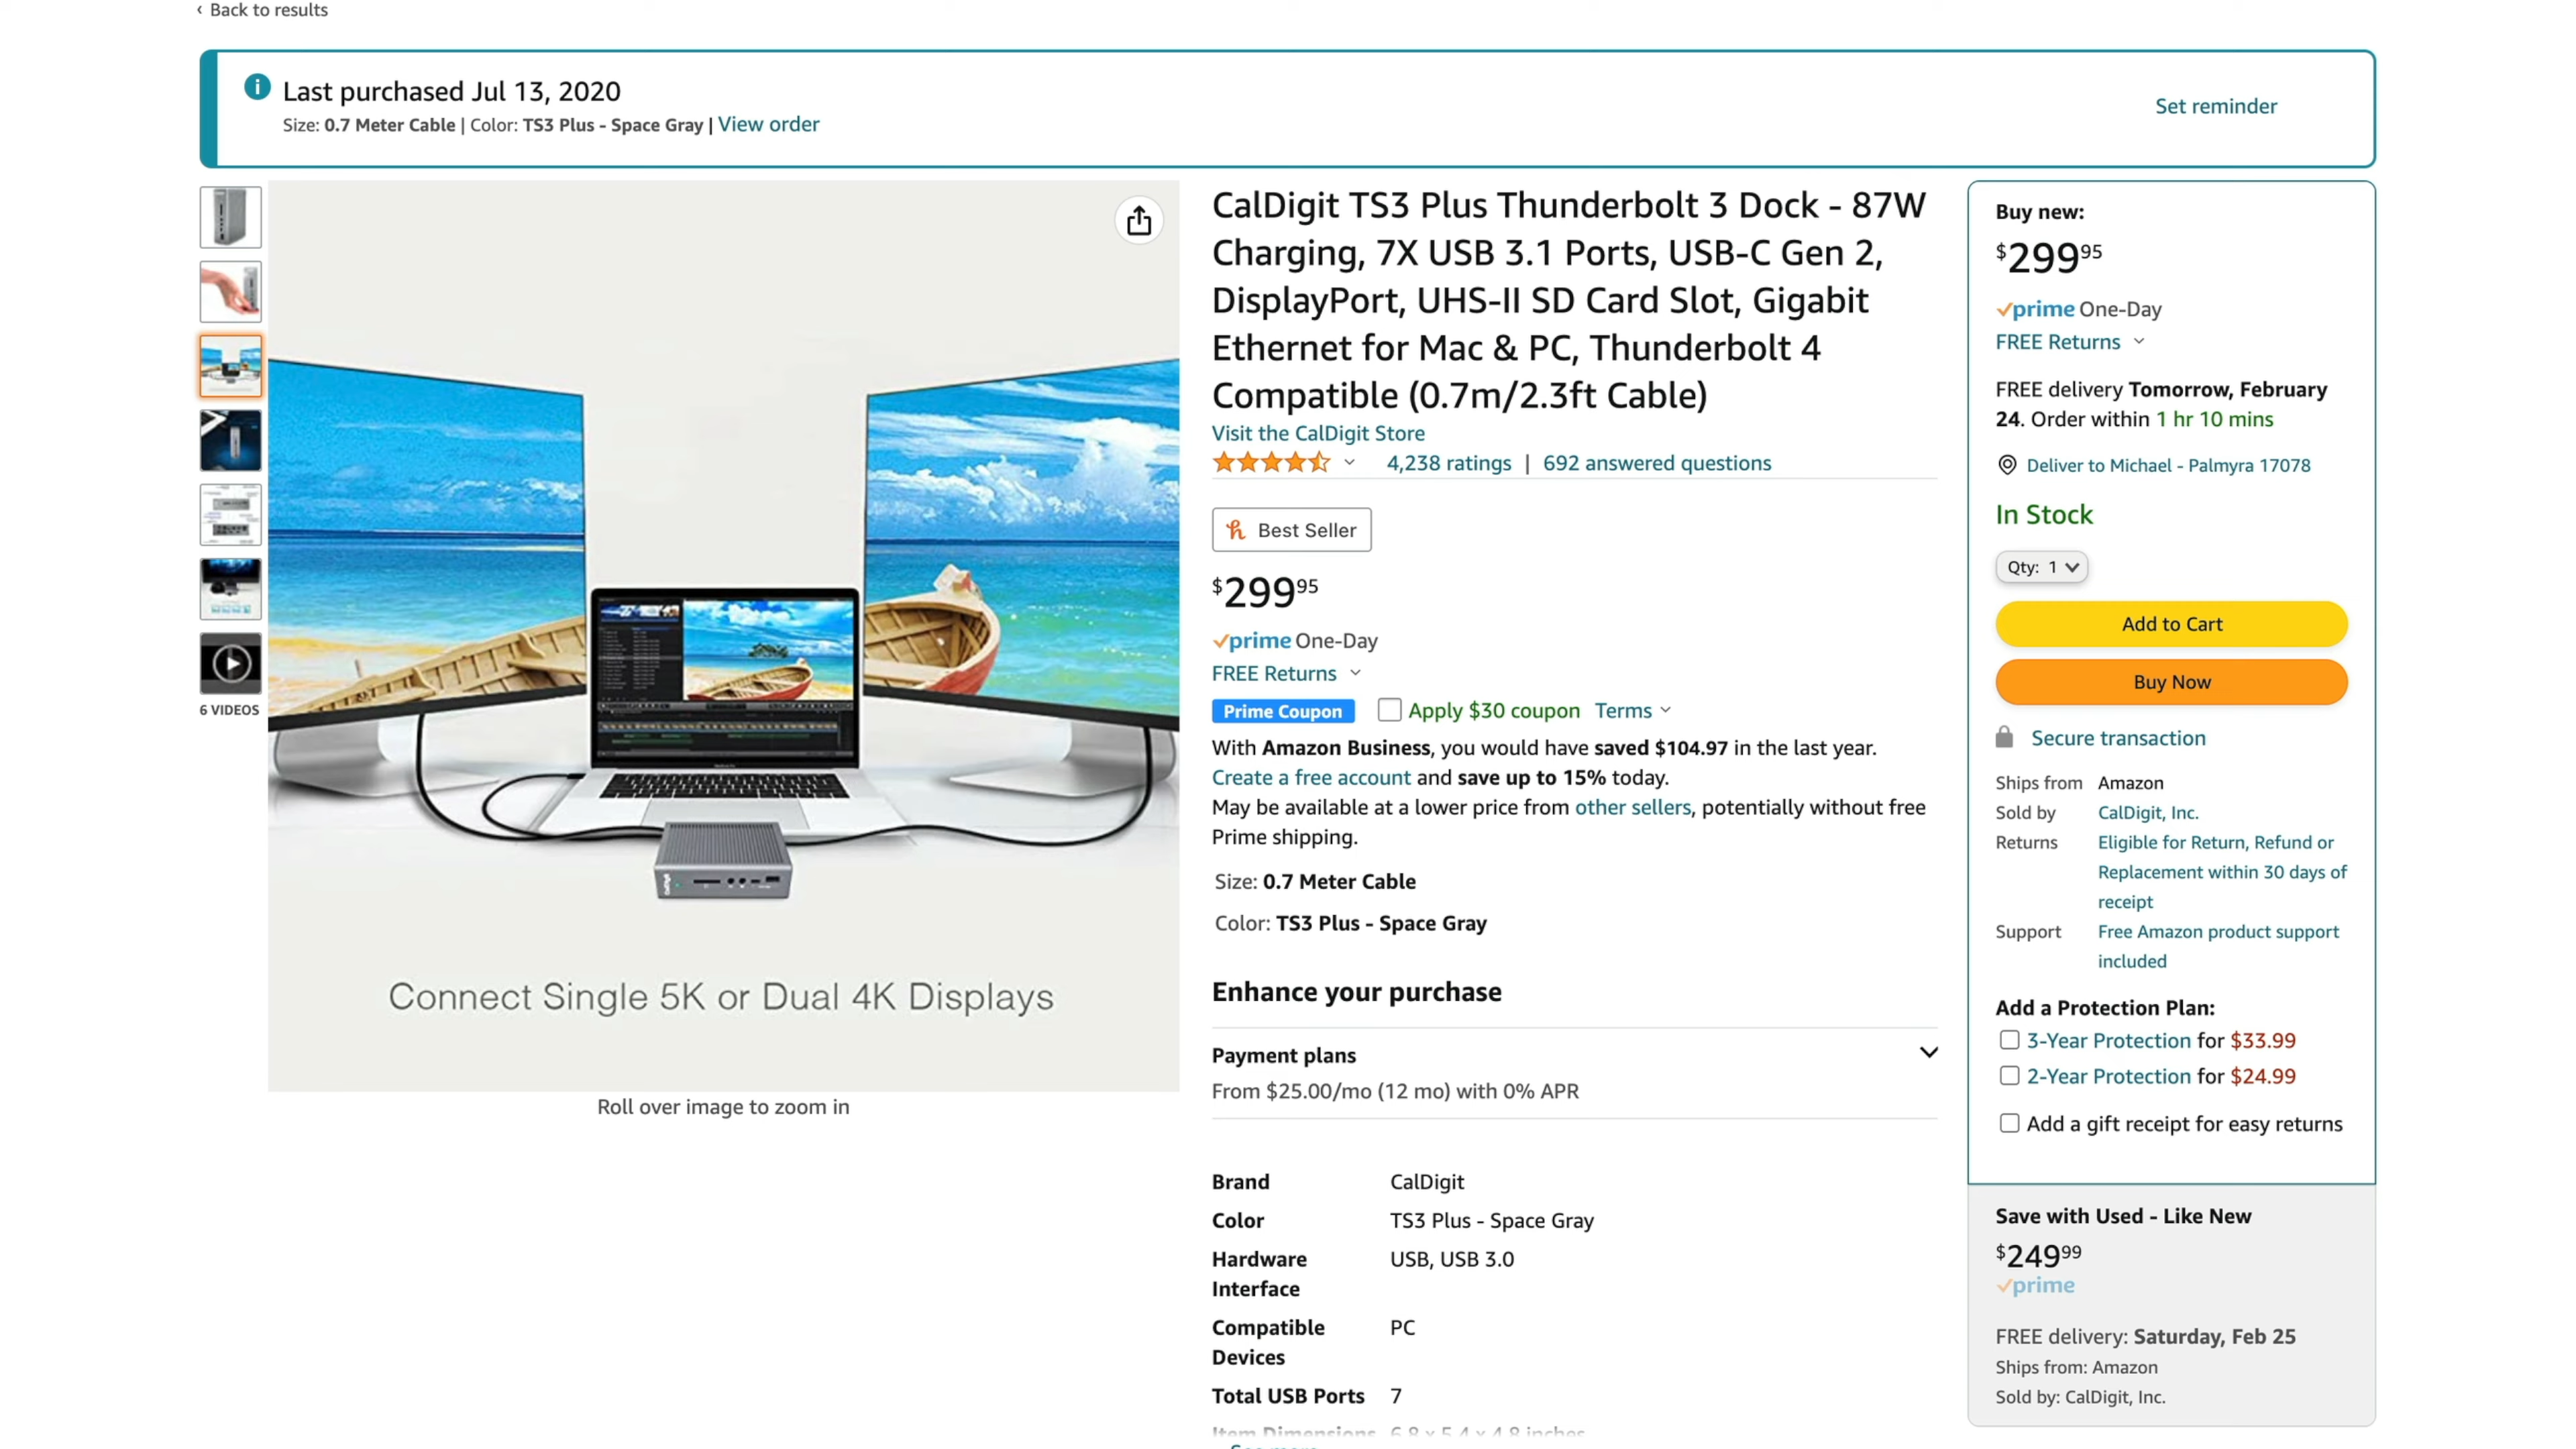 ‹ Back to results
Last purchased Jul 13, 2020
Size: 0.7 Meter Cable | Color: TS3 Plus - Space Gray | View order
Set reminder
6 VIDEOS
Connect Single 5K or Dual 4K Displays
Roll over image to zoom in
CalDigit TS3 Plus Thunderbolt 3 Dock - 87W
Charging, 7X USB 3.1 Ports, USB-C Gen 2,
DisplayPort, UHS-II SD Card Slot, Gigabit
Ethernet for Mac & PC, Thunderbolt 4
Compatible (0.7m/2.3ft Cable)
Visit the CalDigit Store
4,238 ratings | 692 answered questions
Best Seller
$299 95
prime One-Day
FREE Returns
Prime Coupon Apply $30 coupon Terms
With Amazon Business, you would have saved $104.97 in the last year.
Create a free account and save up to 15% today.
May be available at a lower price from other sellers, potentially without free
Prime shipping.
Size: 0.7 Meter Cable
Color: TS3 Plus - Space Gray
Enhance your purchase
Payment plans
From $25.00/mo (12 mo) with 0% APR
Brand CalDigit
Color TS3 Plus - Space Gray
Hardware USB, USB 3.0
Interface
Compatible PC
Devices
Total USB Ports 7
Item Dimensions 6.8 x 5.4 x 4.8 inches
See more
Buy new:
$299 95
prime One-Day
FREE Returns
FREE delivery Tomorrow, February
24. Order within 1 hr 10 mins
Deliver to Michael - Palmyra 17078
In Stock
Qty: 1
Add to Cart
Buy Now
Secure transaction
Ships from Amazon
Sold by CalDigit, Inc.
Returns Eligible for Return, Refund or
Replacement within 30 days of
receipt
Support Free Amazon product support
included
Add a Protection Plan:
3-Year Protection for $33.99
2-Year Protection for $24.99
Add a gift receipt for easy returns
Save with Used - Like New
$249 99
prime
FREE delivery: Saturday, Feb 25
Ships from: Amazon
Sold by: CalDigit, Inc.